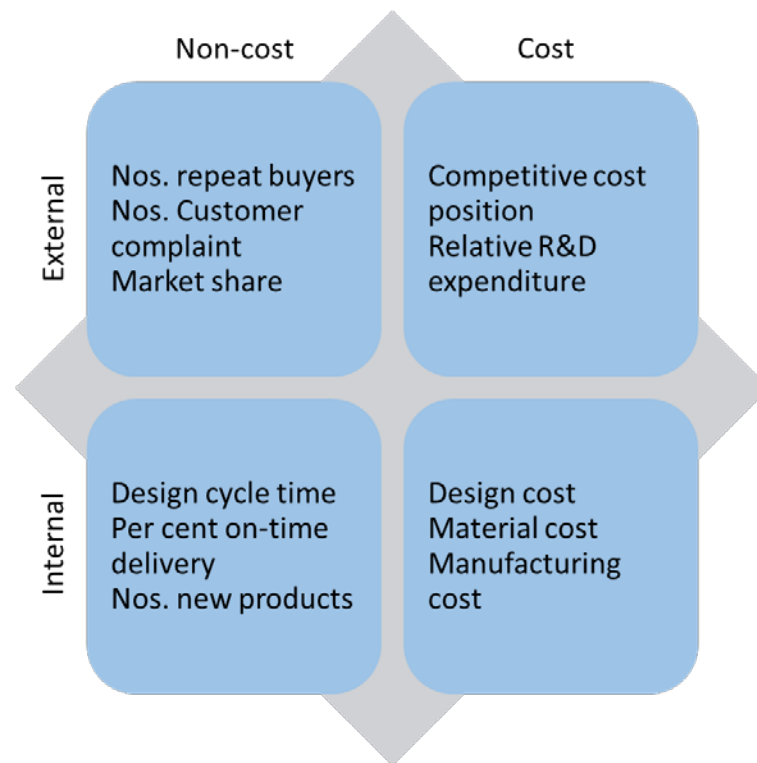 Non-cost
Cost
External
Nos. repeat buyers
Nos. Customer
complaint
Market share
Competitive cost
position
Relative R&D
expenditure
Internal
Design cycle time
Per cent on-time
delivery
Nos. new products
Design cost
Material cost
Manufacturing
cost